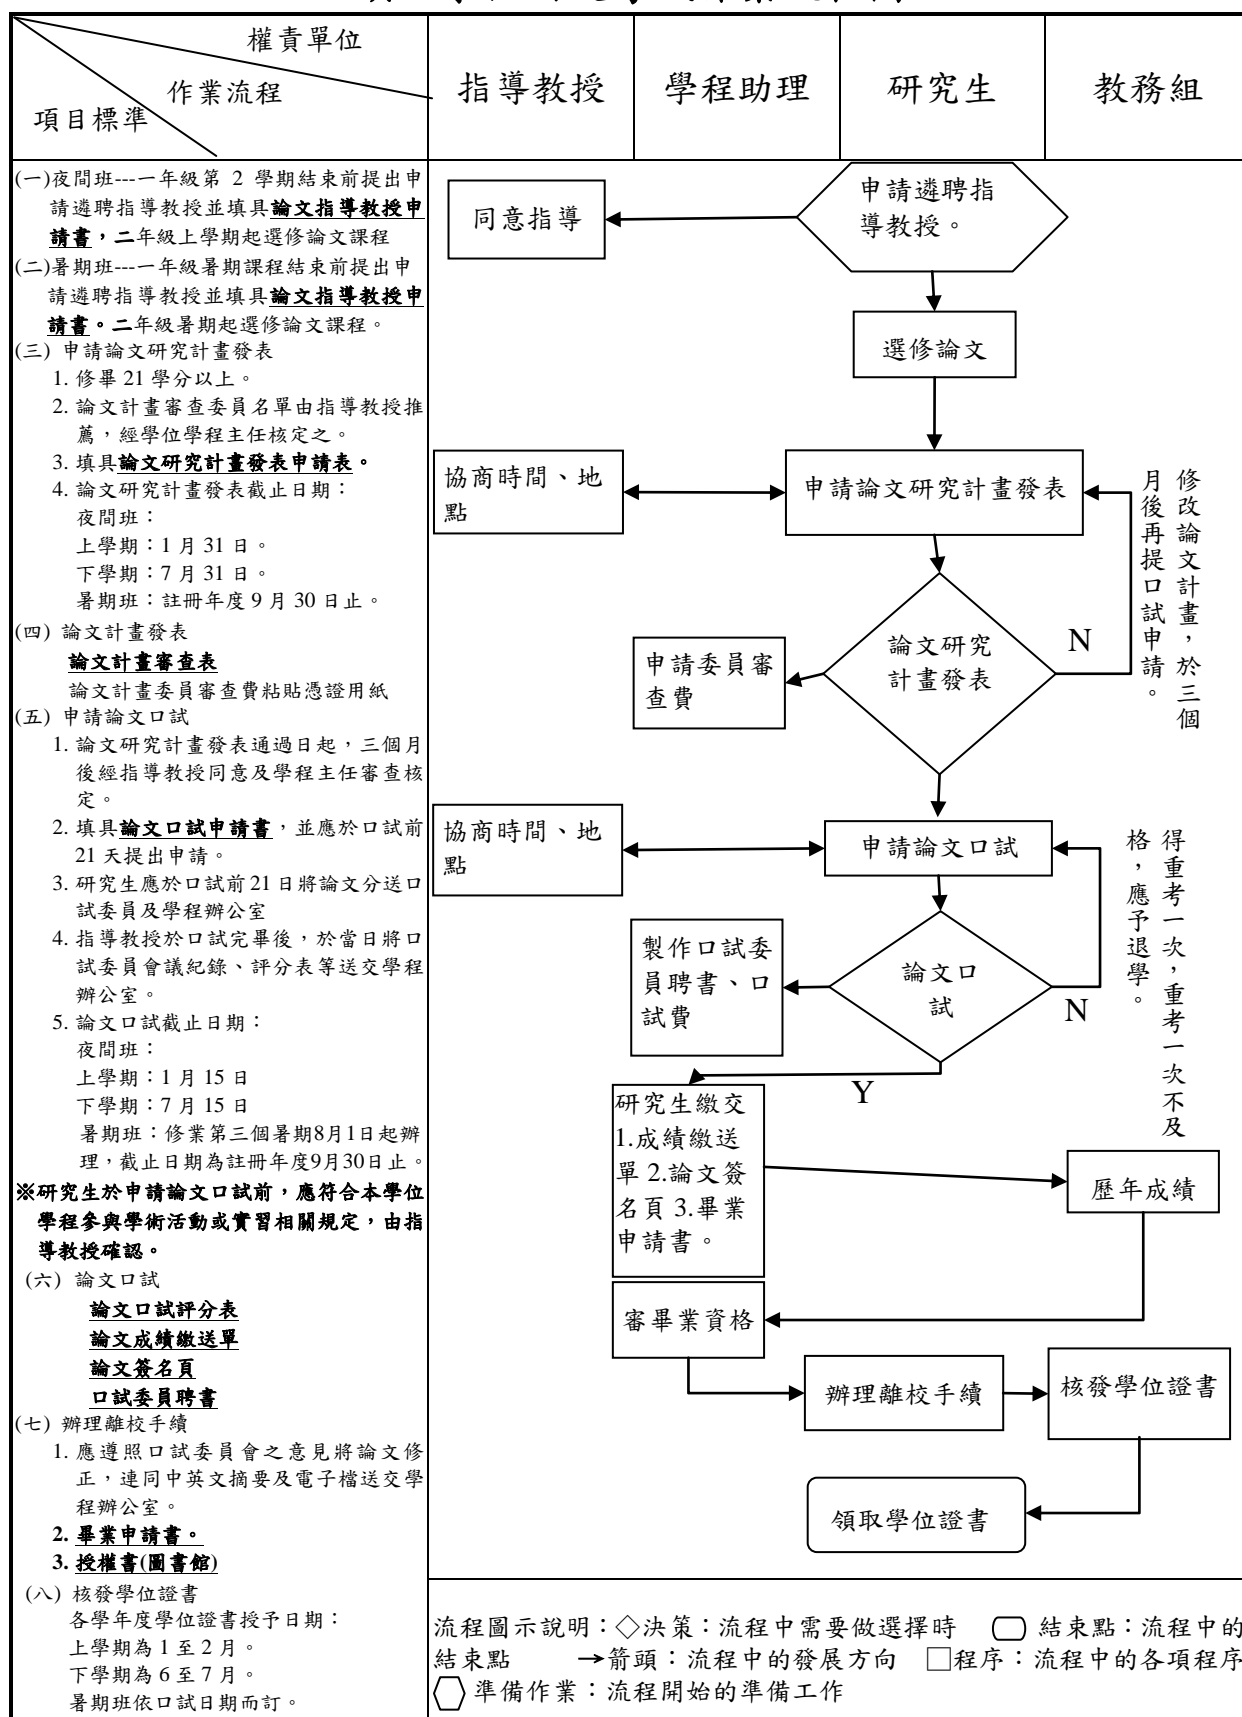 權責單位
作業流程
項目標準
指導教授
學程助理
研究生
教務組
(一)夜間班---一年級第 2 學期結束前提出申
請遴聘指導教授並填具論文指導教授申
請書，二年級上學期起選修論文課程
(二)暑期班---一年級暑期課程結束前提出申
請遴聘指導教授並填具論文指導教授申
請書。二年級暑期起選修論文課程。
(三) 申請論文研究計畫發表
1. 修畢 21 學分以上。
2. 論文計畫審查委員名單由指導教授推
薦，經學位學程主任核定之。
3. 填具論文研究計畫發表申請表。
4. 論文研究計畫發表截止日期：
夜間班：
上學期：1 月 31 日。
下學期：7 月 31 日。
暑期班：註冊年度 9 月 30 日止。
(四) 論文計畫發表
論文計畫審查表
論文計畫委員審查費粘貼憑證用紙
(五) 申請論文口試
1. 論文研究計畫發表通過日起，三個月
後經指導教授同意及學程主任審查核
定。
2. 填具論文口試申請書，並應於口試前
21 天提出申請。
3. 研究生應於口試前 21 日將論文分送口
試委員及學程辦公室
4. 指導教授於口試完畢後，於當日將口
試委員會議紀錄、評分表等送交學程
辦公室。
5. 論文口試截止日期：
夜間班：
上學期：1 月 15 日
下學期：7 月 15 日
暑期班：修業第三個暑期8月1日起辦
理，截止日期為註冊年度9月30日止。
※研究生於申請論文口試前，應符合本學位
學程參與學術活動或實習相關規定，由指
導教授確認。
(六) 論文口試
論文口試評分表
論文成績繳送單
論文簽名頁
口試委員聘書
(七) 辦理離校手續
1. 應遵照口試委員會之意見將論文修
正，連同中英文摘要及電子檔送交學
程辦公室。
2. 畢業申請書。
3. 授權書(圖書館)
(八) 核發學位證書
各學年度學位證書授予日期：
上學期為 1 至 2 月。
下學期為 6 至 7 月。
暑期班依口試日期而訂。
申請遴聘指
導教授。
同意指導
選修論文
協商時間、地
點
申請論文研究計畫發表
修改論文計畫，於三個
月後再提口試申請。
論文研究
計畫發表
N
申請委員審
查費
協商時間、地
點
申請論文口試
得重考一次，重考一次不及
格，應予退學。
製作口試委
員聘書、口
試費
論文口
試
N
Y
研究生繳交
1.成績繳送
單 2.論文簽
名頁 3.畢業
申請書。
歷年成績
審畢業資格
辦理離校手續
核發學位證書
領取學位證書
流程圖示說明：◇決策：流程中需要做選擇時 結束點：流程中的
結束點 →箭頭：流程中的發展方向 □程序：流程中的各項程序
準備作業：流程開始的準備工作